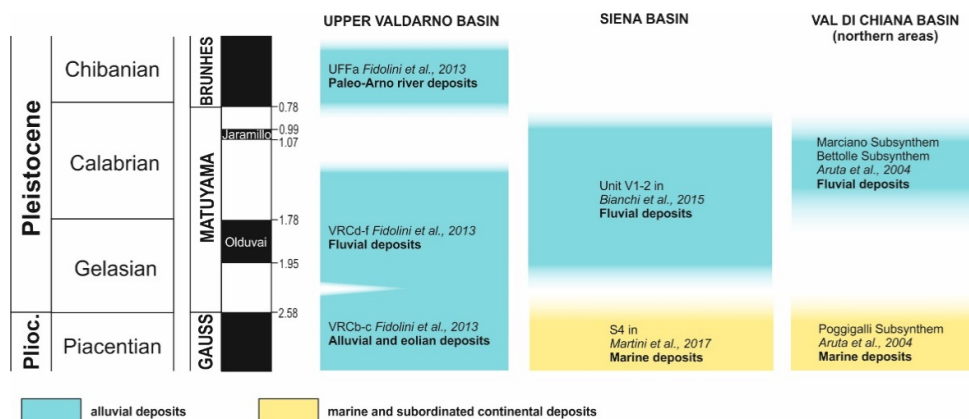 UPPER VALDARNO BASIN
SIENA BASIN
VAL DI CHIANA BASIN
(northern areas)
Pleistocene
Plioc.
Chibanian
Calabrian
Gelasian
Piacentian
BRUNHES
MATUYAMA
GAUSS
Jaramillo
Olduvai
0.78
0.99
1.07
1.78
1.95
2.58
UFFa Fidolini et al., 2013
Paleo-Arno river deposits
VRCd-f Fidolini et al., 2013
Fluvial deposits
VRCb-c Fidolini et al., 2013
Alluvial and eolian deposits
Unit V1-2 in
Bianchi et al., 2015
Fluvial deposits
S4 in
Martini et al., 2017
Marine deposits
Marciano Subsynthem
Bettolle Subsynthem
Aruta et al., 2004
Fluvial deposits
Poggigalli Subsynthem
Aruta et al., 2004
Marine deposits
alluvial deposits
marine and subordinated continental deposits